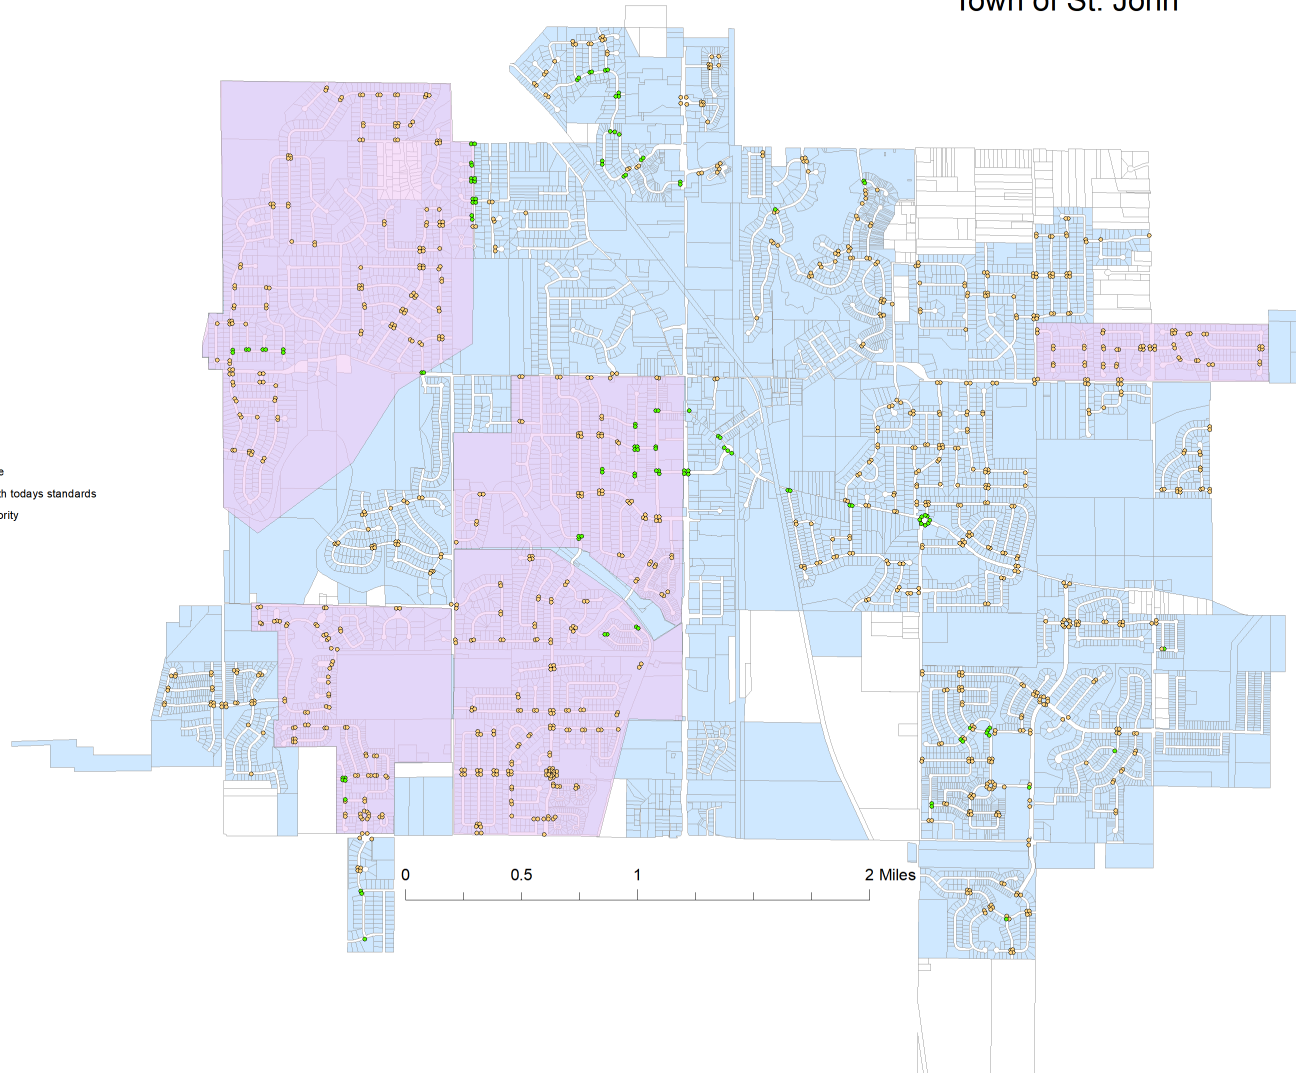 Town of St. John
e
th todays standards
ority
0 0.5 1 2 Miles